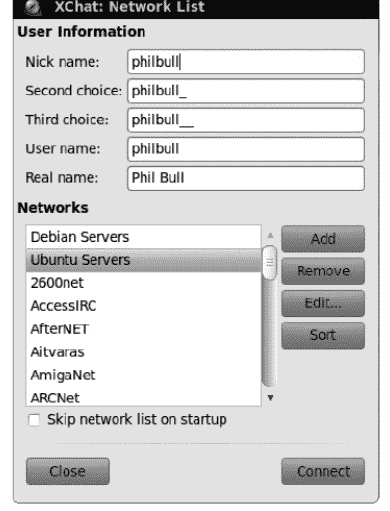 XChat: Network List
User Information
Nick name: philbull
Second choice: philbull_
Third choice: philbull__
User name: philbull
Real name: Phil Bull
Networks
Debian Servers
Ubuntu Servers
2600net
AccessIRC
AfterNET
Aitvaras
AmigaNet
ARCNet
Add
Remove
Edit...
Sort
Skip network list on startup
Close
Connect